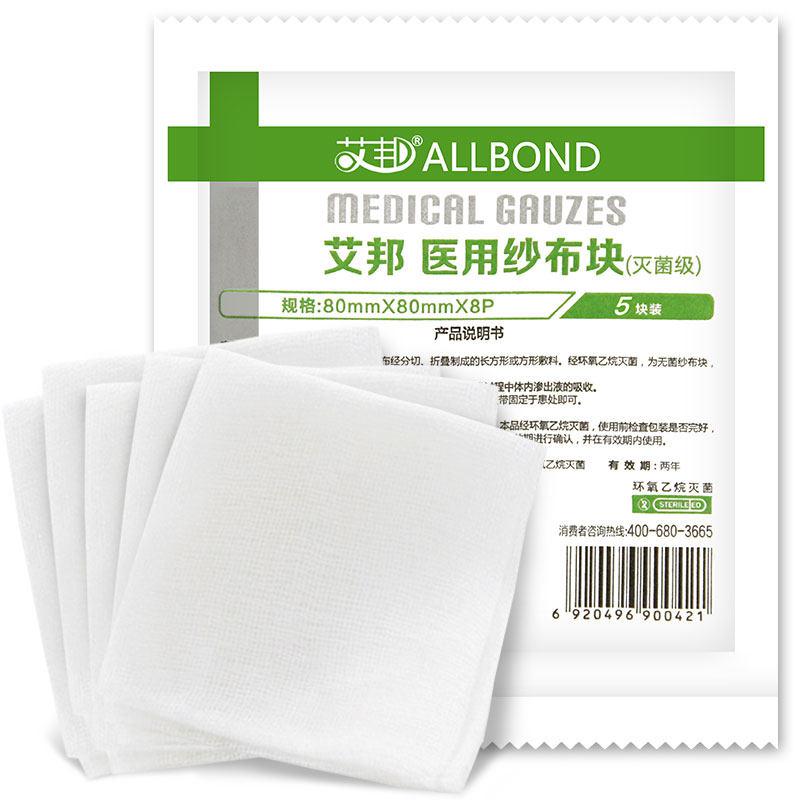 艾邦® ALLBOND
MEDICAL GAUZES
艾邦 医用纱布块(灭菌级)
规格:80mmX80mmX8P
5块装
产品说明书
布经分切、折叠制成的长方形或方形敷料。经环氧乙烷灭菌，为无菌纱布块，
程中体内渗出液的吸收。
带固定于患处即可。
本品经环氧乙烷灭菌，使用前检查包装是否完好，
期进行确认，并在有效期内使用。
乙烷灭菌 有效期:两年
环氧乙烷灭菌
STERILE EO
消费者咨询热线:400-680-3665
6 920496 900421